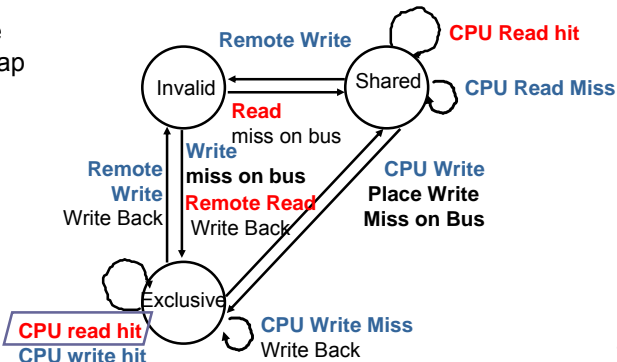 e
ap
Remote Write
CPU Read hit
Invalid
Shared
CPU Read Miss
Read
miss on bus
Remote
Write
Write Back
Write
miss on bus
Remote Read
Write Back
CPU Write
Place Write
Miss on Bus
Exclusive
CPU read hit
CPU write hit
CPU Write Miss
Write Back